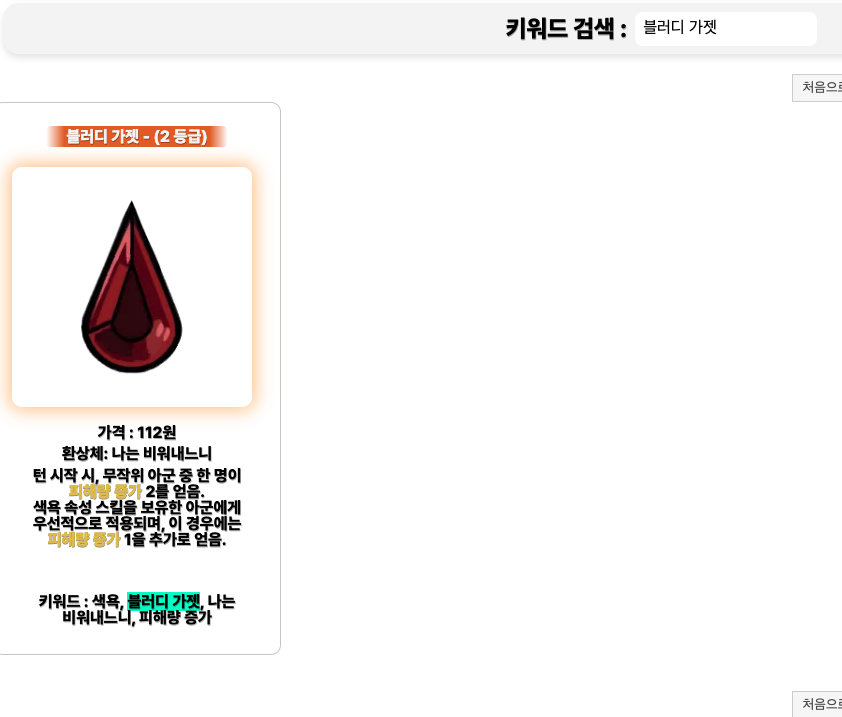 키워드 검색 : 블러디 가젯
처음으로
블러디 가젯 - (2 등급)
가격 : 112원
환상체: 나는 비워내느니
턴 시작 시, 무작위 아군 중 한 명이
피해량 증가 2를 얻음.
색욕 속성 스킬을 보유한 아군에게
우선적으로 적용되며, 이 경우에는
피해량 증가 1을 추가로 얻음.
키워드 : 색욕, 블러디 가젯, 나는
비워내느니, 피해량 증가
처음으로